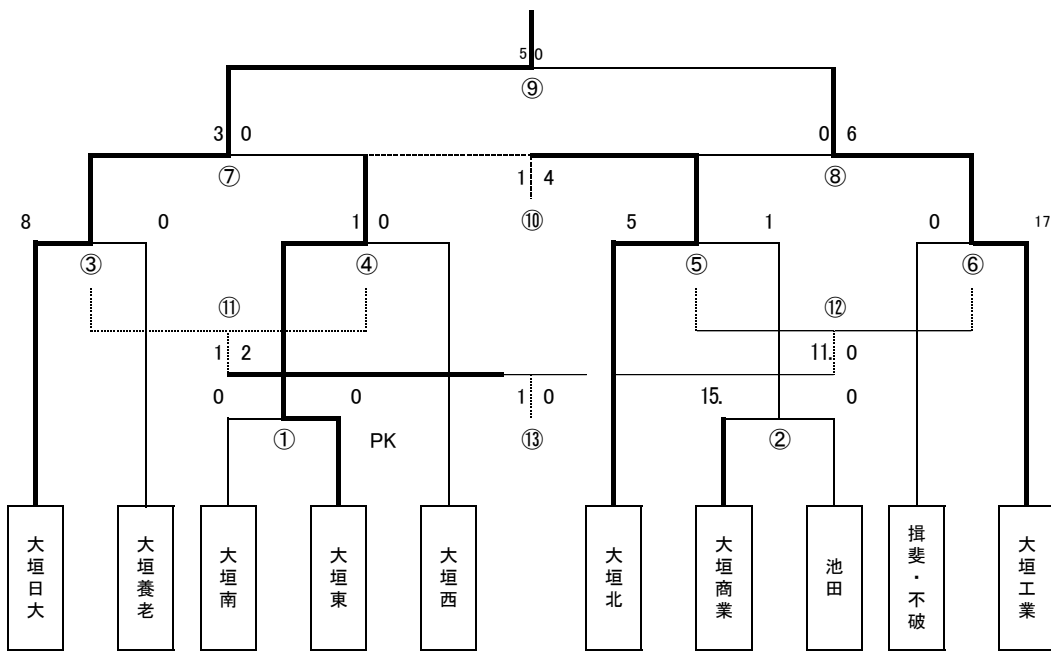 5 0
⑨
3 0
0 6
⑦
1 4
⑧
8 0
1 0
⑩
5 1
0 17
③
④
⑤
⑥
⑪
⑫
1 2
11. 0
0 0
1 0
15. 0
①
PK
⑬
②
大垣日大
大垣養老
大垣南
大垣東
大垣西
大垣北
大垣商業
池田
揖斐・不破
大垣工業